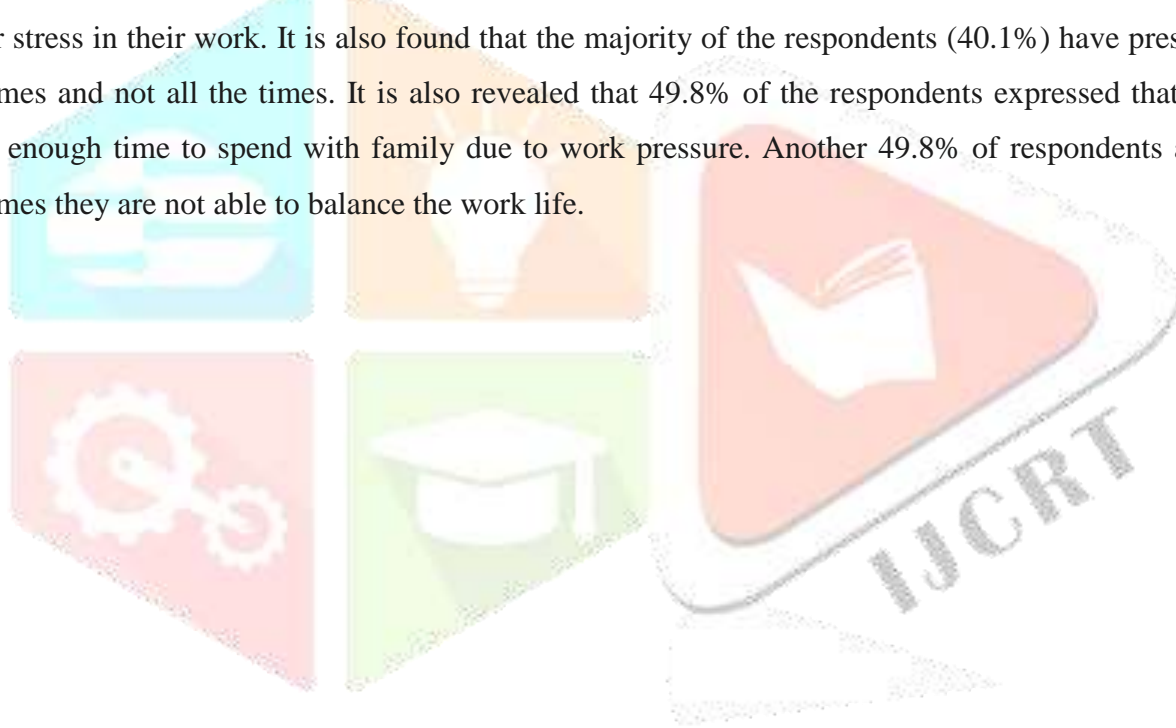 r stress in their work. It is also found that the majority of the respondents (40.1%) have pres
mes and not all the times. It is also revealed that 49.8% of the respondents expressed that
enough time to spend with family due to work pressure. Another 49.8% of respondents a
mes they are not able to balance the work life.
IJCRT